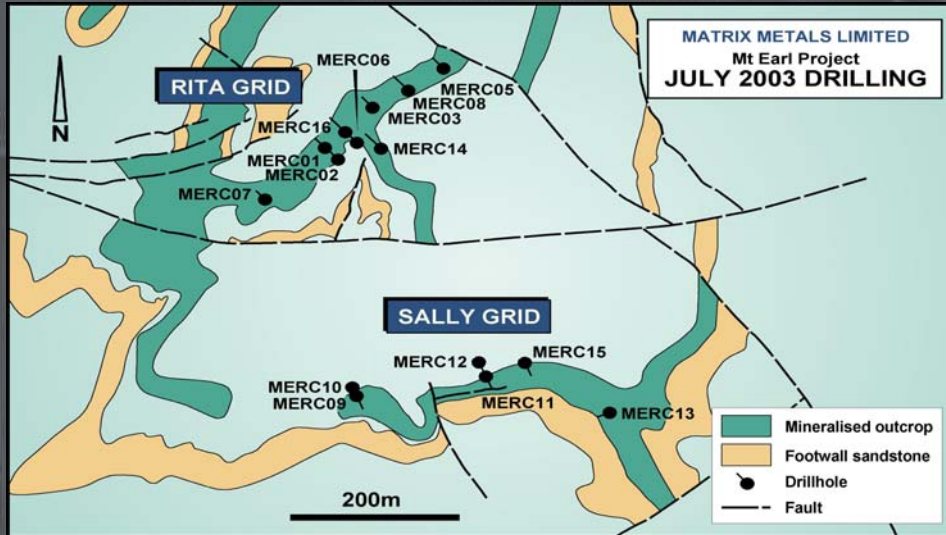 MATRIX METALS LIMITED
Mt Earl Project
JULY 2003 DRILLING
N
RITA GRID
MERC06
MERC05
MERC08
MERC03
MERC16
MERC14
MERC01
MERC02
MERC07
SALLY GRID
MERC12
MERC15
MERC10
MERC09
MERC11
MERC13
200m
Mineralised outcrop
Footwall sandstone
Drillhole
Fault